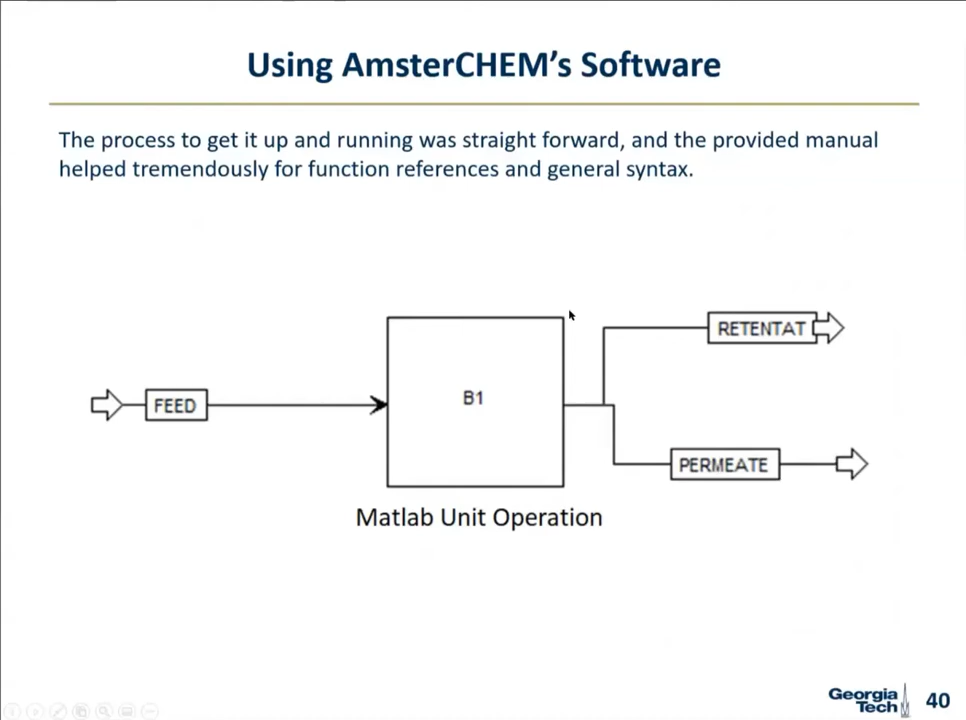 Using AmsterCHEM's Software
The process to get it up and running was straight forward, and the provided manual
helped tremendously for function references and general syntax.
RETENTAT
FEED
B1
PERMEATE
Matlab Unit Operation
Georgia
Tech
40